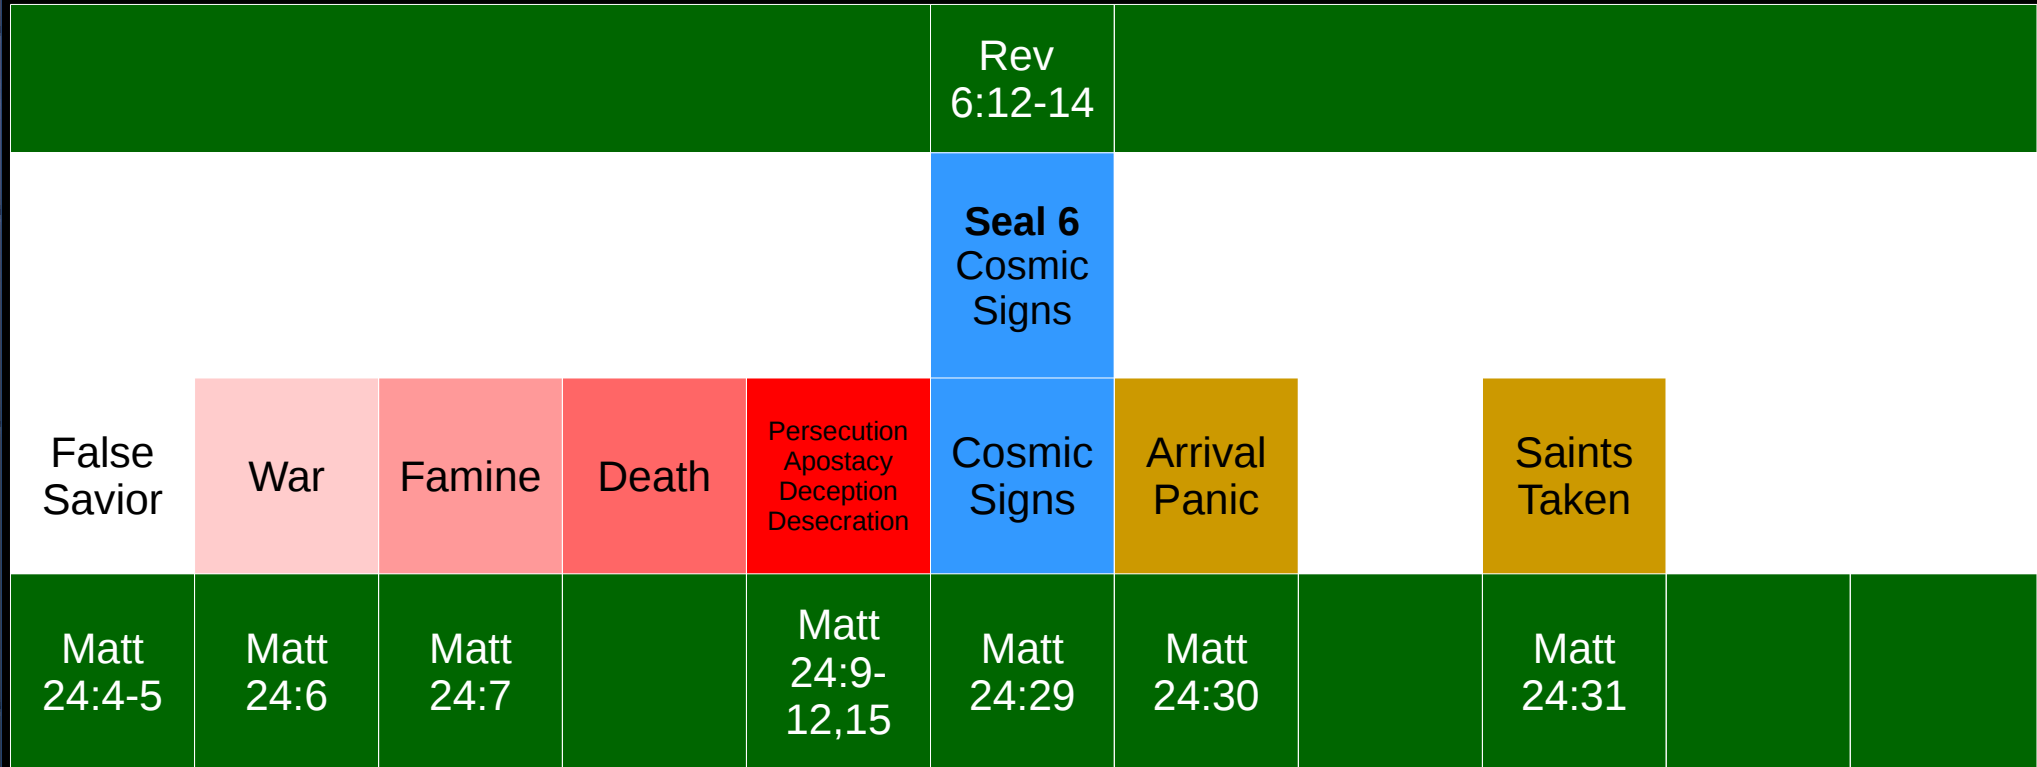 Rev
6:12-14
Seal 6
Cosmic
Signs
False
Savior
War
Famine
Death
Persecution
Apostacy
Deception
Desecration
Cosmic
Signs
Arrival
Panic
Saints
Taken
Matt
24:4-5
Matt
24:6
Matt
24:7
Matt
24:9-
12,15
Matt
24:29
Matt
24:30
Matt
24:31